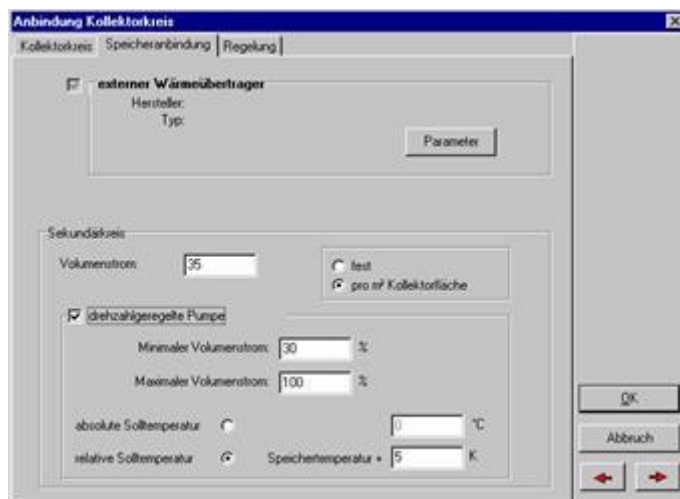 Anbindung Kollektorkreis
Kollektorkreis Speicheranbindung Regelung
externer Wärmeübertrager
Hersteller:
Typ:
Parameter
Sekundärkreis
Volumenstrom: 35
fest
pro m² Kollektorfläche
drehzahlgeregelte Pumpe
Minimaler Volumenstrom: 30 %
Maximaler Volumenstrom: 100 %
absolute Solltemperatur 0 °C
relative Solltemperatur Speichertemperatur + 5 K
OK
Abbruch